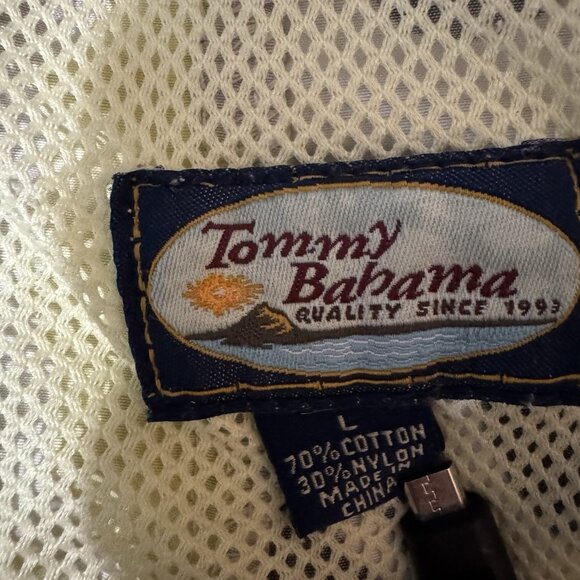 Tommy
Bahama
QUALITY SINCE 1993
L
70% COTTON
30% NYLON
MADE IN
CHINA